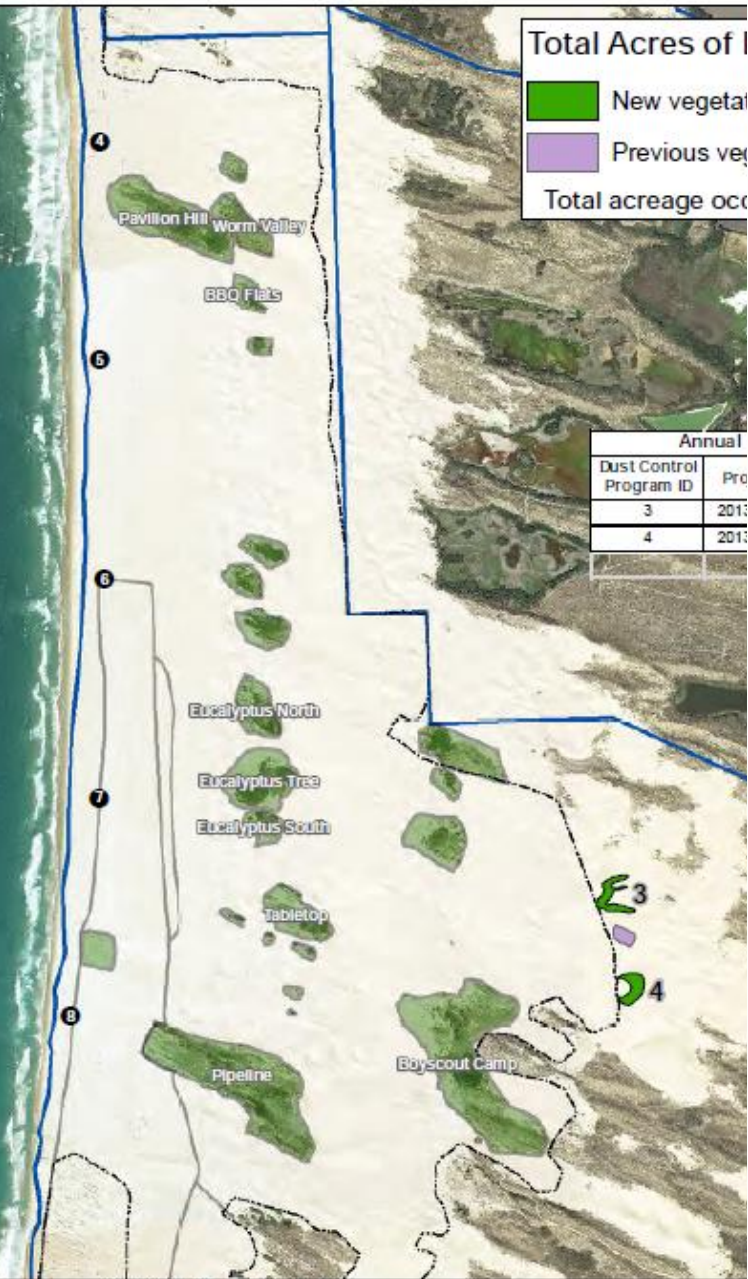 Total Acres of
New vegetat
Previous veg
Total acreage occ
4
Pavilion Hill
Worm Valley
BBQ Flats
5
Annual
Dust Control
Program ID
Pro
3
2013
4
2013
6
Eucalyptus North
Eucalyptus Tree
7
Eucalyptus South
3
Tabletop
4
8
Boyscout Camp
Pipeline